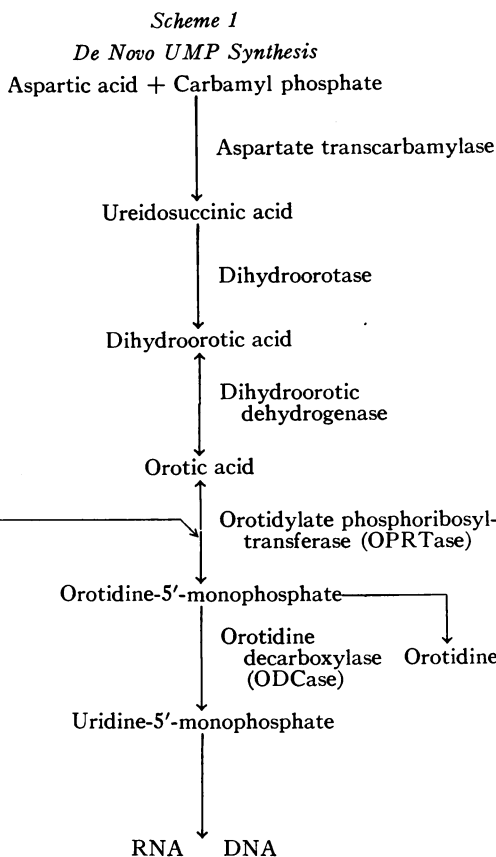 Scheme 1
De Novo UMP Synthesis
Aspartic acid + Carbamyl phosphate
Aspartate transcarbamylase
Ureidosuccinic acid
Dihydroorotase
Dihydroorotic acid
Dihydroorotic
dehydrogenase
Orotic acid
Orotidylate phosphoribosyl-
transferase (OPRTase)
Orotidine-5′-monophosphate
Orotidine
decarboxylase
(ODCase)
Orotidine
Uridine-5′-monophosphate
RNA DNA